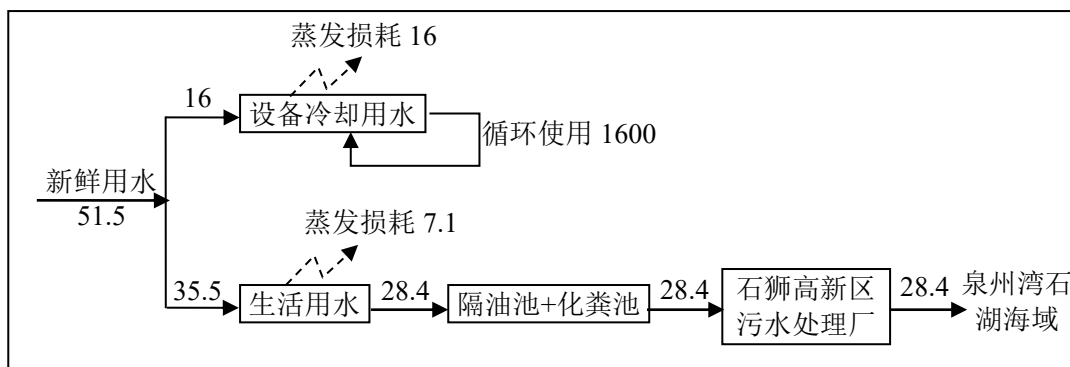 蒸发损耗 16
16
设备冷却用水
循环使用 1600
新鲜用水
51.5
蒸发损耗 7.1
35.5
生活用水
28.4
隔油池+化粪池
28.4
石狮高新区
污水处理厂
28.4
泉州湾石
湖海域